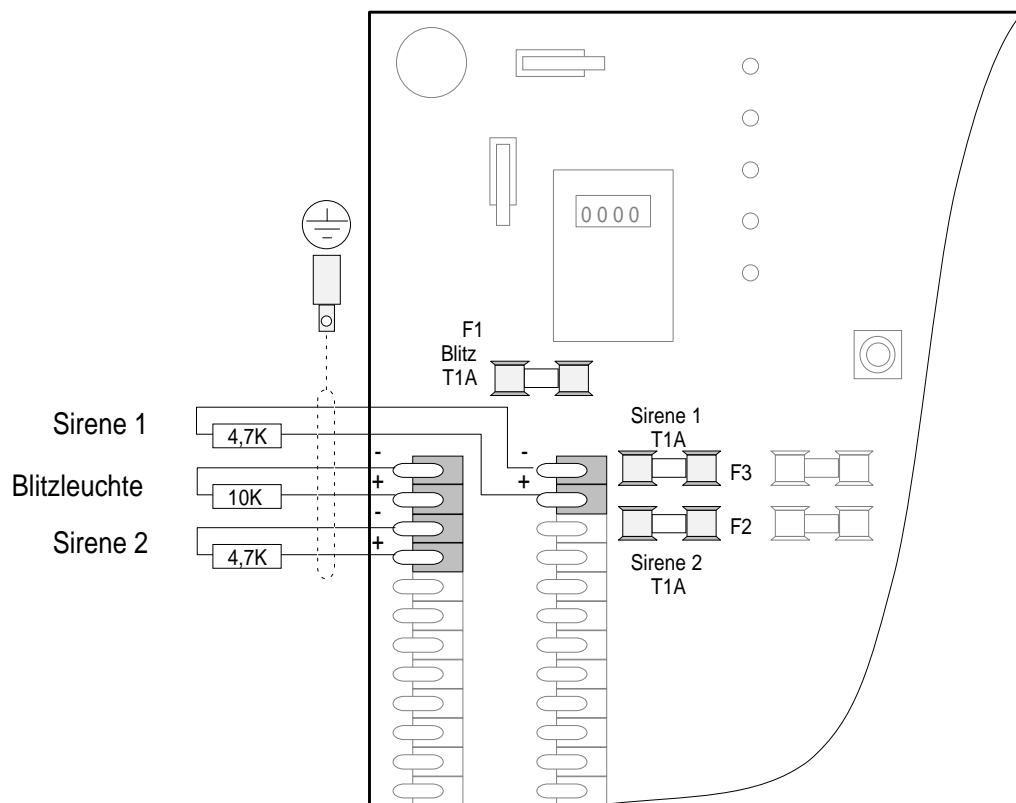 0000
F1
Blitz
T1A
Sirene 1
4,7K
Blitzleuchte
10K
Sirene 2
4,7K
-
+
-
+
-
+
Sirene 1
T1A
F3
F2
Sirene 2
T1A